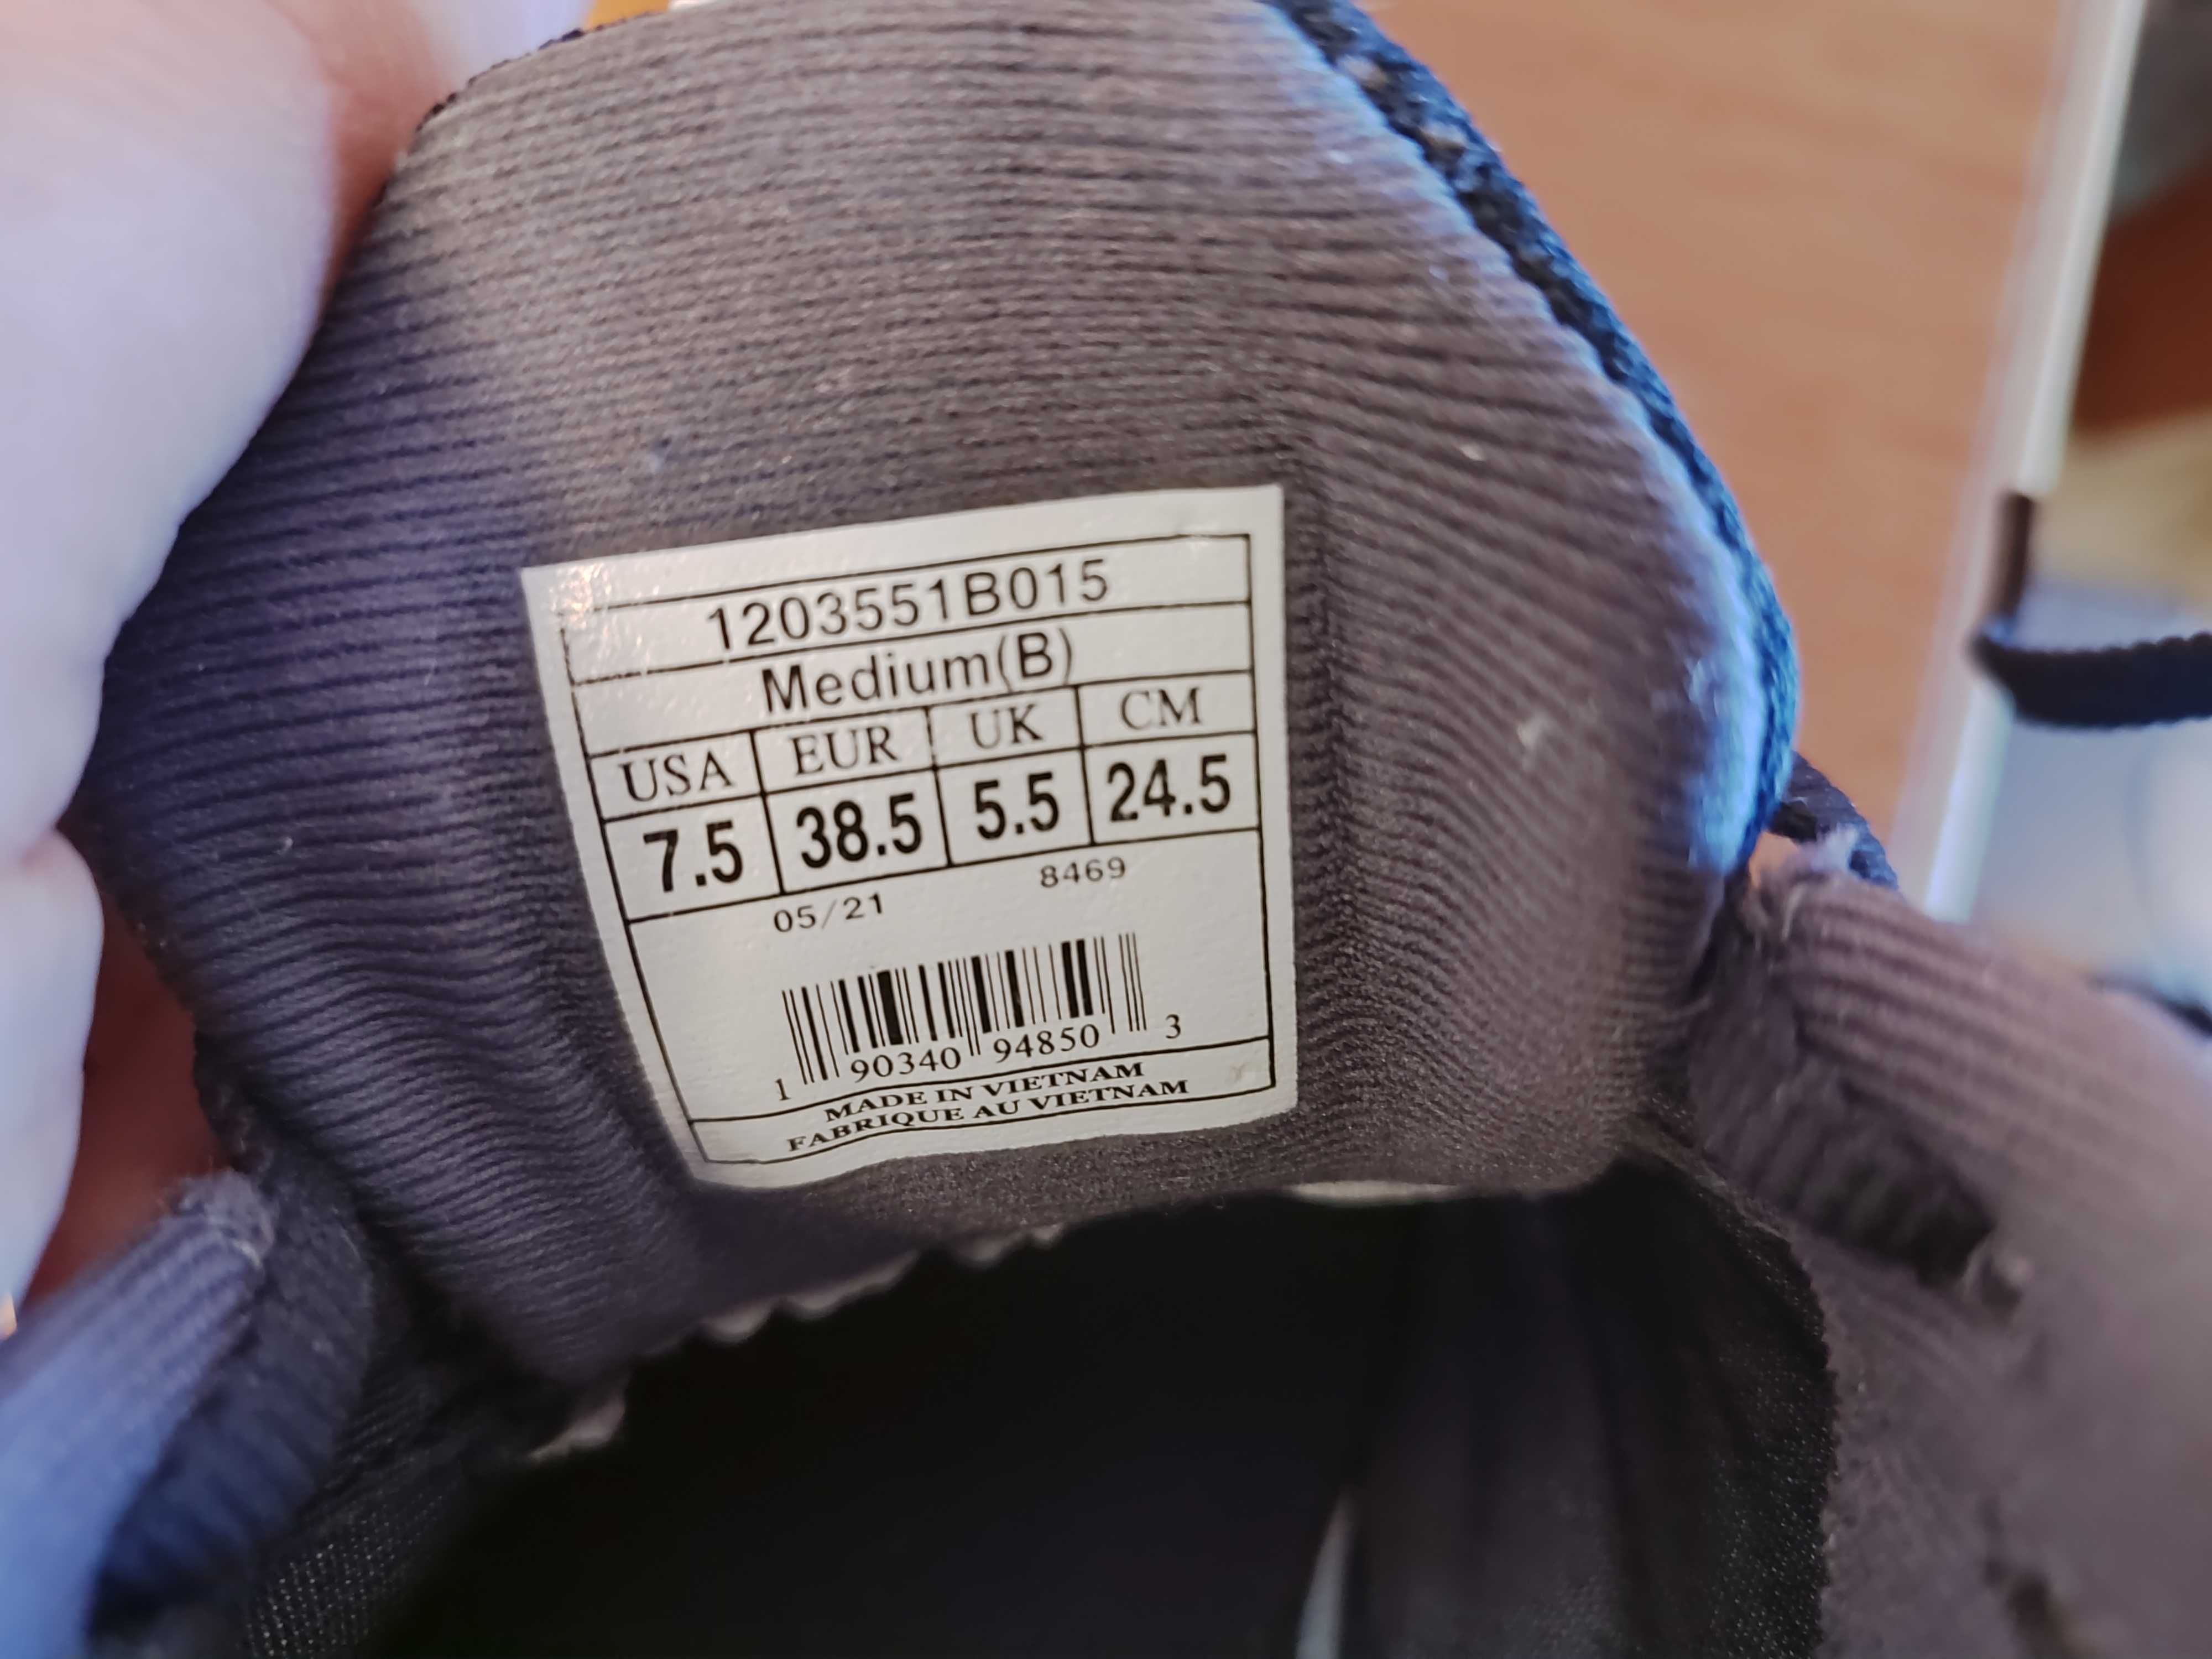 1203551B015
Medium(B)
USA EUR UK CM
7.5 38.5 5.5 24.5
05/21 8469
1 90340 94850 3
MADE IN VIETNAM
FABRIQUE AU VIETNAM